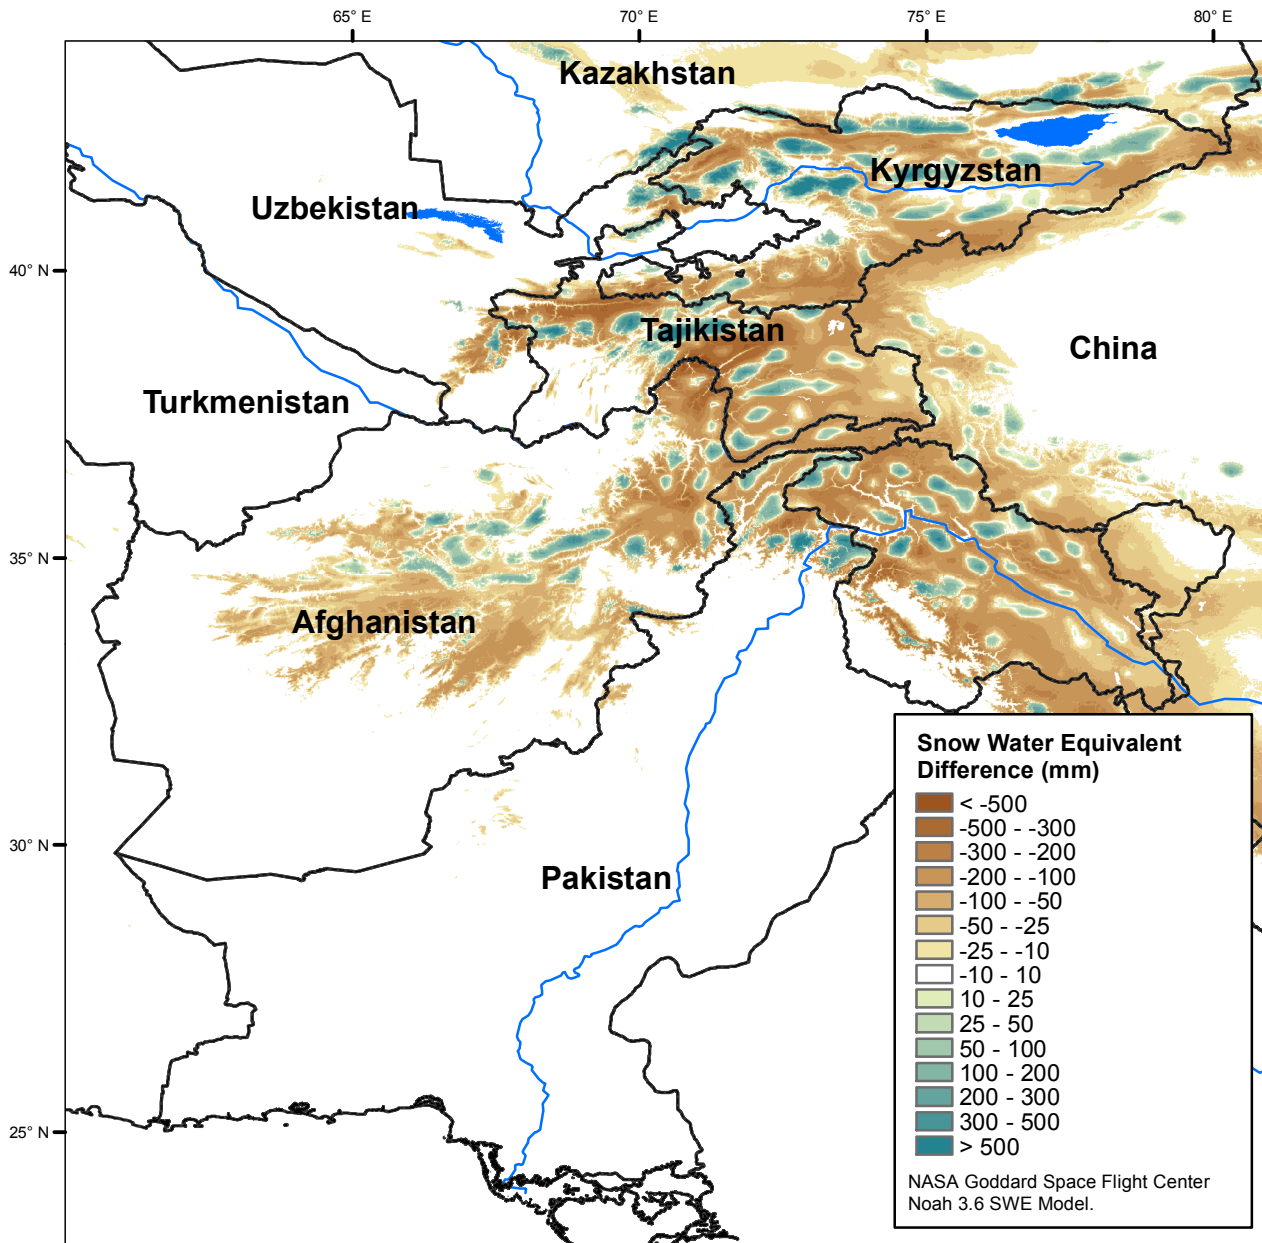 65° E
70° E
75° E
80° E
Kazakhstan
Kyrgyzstan
Uzbekistan
40° N
Tajikistan
China
Turkmenistan
35° N
Afghanistan
30° N
Pakistan
25° N
Snow Water Equivalent
Difference (mm)
< -500
-500 - -300
-300 - -200
-200 - -100
-100 - -50
-50 - -25
-25 - -10
-10 - 10
10 - 25
25 - 50
50 - 100
100 - 200
200 - 300
300 - 500
> 500
NASA Goddard Space Flight Center
Noah 3.6 SWE Model.